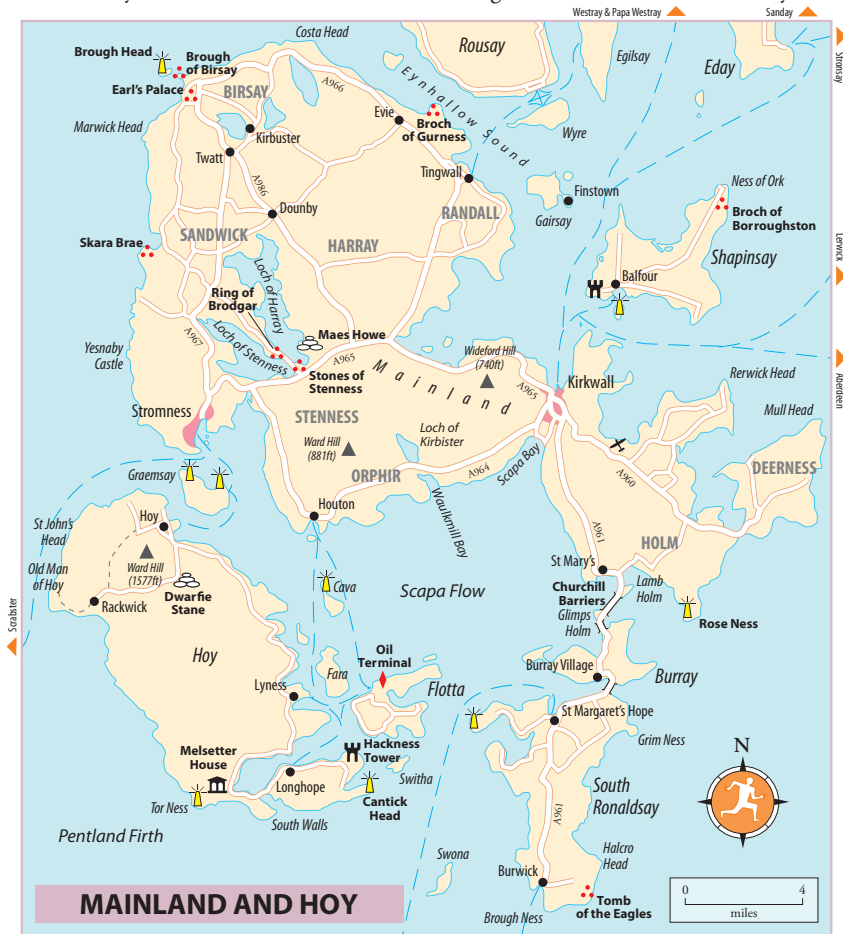 Westray & Papa Westray
Sanday
Stronsay
Costa Head
Rousay
Egilsay
Eday
Brough Head
Brough
of Birsay
Earl's Palace
BIRSAY
A966
Eynhallow Sound
Evie
Broch
of Gurness
Wyre
Marwick Head
Kirbuster
Twatt
A986
Tingwall
Finstown
Gairsay
Ness of Ork
Broch of
Borroughston
Dounby
RANDALL
SANDWICK
HARRAY
Shapinsay
Skara Brae
Lerwick
Loch of Harray
Balfour
Ring of
Brodgar
Maes Howe
A967
Loch of Stenness
A965
Wideford Hill
(740ft)
Yesnaby
Castle
Mainland
Stones of
Stenness
A965
Kirkwall
Rerwick Head
Aberdeen
Stromness
STENNESS
Mull Head
Loch of
Kirbister
Ward Hill
(881ft)
ORPHIR
A964
Scapa Bay
A960
DEERNESS
Graemsay
Waulkmill Bay
Houton
Hoy
St John's
Head
A961
HOLM
Ward Hill
(1577ft)
Old Man
of Hoy
St Mary's
Cava
Scapa Flow
Churchill
Barriers
Lamb
Holm
Dwarfie
Stane
Rackwick
Glimps
Holm
Rose Ness
Scrabster
Hoy
Oil
Terminal
Fara
Flotta
Burray Village
Burray
Lyness
St Margaret's Hope
Grim Ness
Melsetter
House
Hackness
Tower
Switha
Longhope
Cantick
Head
Tor Ness
South Walls
South
Ronaldsay
A961
N
Pentland Firth
Swona
Halcro
Head
Burwick
Tomb
of the Eagles
Brough Ness
0 4
miles
MAINLAND AND HOY